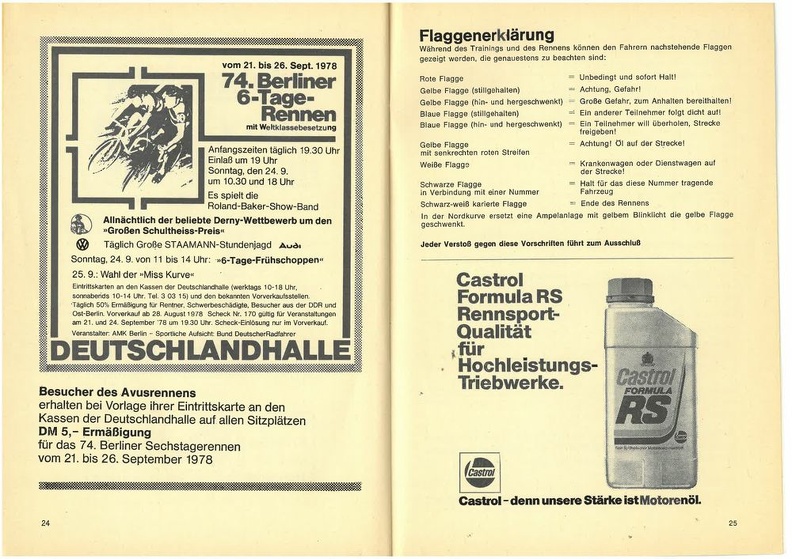 vom 21. bis 26. Sept. 1978
74. Berliner
6-Tage-
Rennen
mit Weltklassebesetzung
Anfangszeiten täglich 19.30 Uhr
Einlaß um 19 Uhr
Sonntag, den 24. 9.
um 10.30 und 18 Uhr
Es spielt die
Roland-Baker-Show-Band
Allnächtlich der beliebte Derny-Wettbewerb um den
»Großen Schultheiss-Preis«
Täglich Große STAAMANN-Stundenjagd Audi
Sonntag, 24. 9. von 11 bis 14 Uhr: »6-Tage-Frühschoppen«
25. 9.: Wahl der »Miss Kurve«
Eintrittskarten an den Kassen der Deutschlandhalle (werktags 10-18 Uhr,
sonnabends 10-14 Uhr. Tel. 3 03 15) und den bekannten Vorverkaufsstellen.
Täglich 50% Ermäßigung für Rentner, Schwerbeschädigte, Besucher aus der DDR und
Ost-Berlin. Vorverkauf ab 28. August 1978 Scheck Nr. 170 gültig für Veranstaltungen
am 21. und 24. September '78 um 19.30 Uhr. Scheck-Einlösung nur im Vorverkauf.
Veranstalter: AMK Berlin – Sportliche Aufsicht: Bund Deutscher Radfahrer
DEUTSCHLANDHALLE
Besucher des Avusrennens
erhalten bei Vorlage ihrer Eintrittskarte an den
Kassen der Deutschlandhalle auf allen Sitzplätzen
DM 5,– Ermäßigung
für das 74. Berliner Sechstagerennen
vom 21. bis 26. September 1978
24
Flaggenerklärung
Während des Trainings und des Rennens können den Fahrern nachstehende Flaggen
gezeigt werden, die genauestens zu beachten sind:
Rote Flagge = Unbedingt und sofort Halt!
Gelbe Flagge (stillgehalten) = Achtung, Gefahr!
Gelbe Flagge (hin- und hergeschwenkt) = Große Gefahr, zum Anhalten bereithalten!
Blaue Flagge (stillgehalten) = Ein anderer Teilnehmer folgt dicht auf!
Blaue Flagge (hin- und hergeschwenkt) = Ein Teilnehmer will überholen, Strecke
freigeben!
Gelbe Flagge = Achtung! Öl auf der Strecke!
mit senkrechten roten Streifen
Weiße Flagge = Krankenwagen oder Dienstwagen auf
der Strecke!
Schwarze Flagge = Halt für das diese Nummer tragende
in Verbindung mit einer Nummer Fahrzeug
Schwarz-weiß karierte Flagge = Ende des Rennens
In der Nordkurve ersetzt eine Ampelanlage mit gelbem Blinklicht die gelbe Flagge
geschwenkt.
Jeder Verstoß gegen diese Vorschriften führt zum Ausschluß
Castrol
Formula RS
Rennsport-
Qualität
für
Hochleistungs-
Triebwerke.
Castrol
FORMULA
RS
Castrol
Castrol – denn unsere Stärke ist Motorenöl.
25